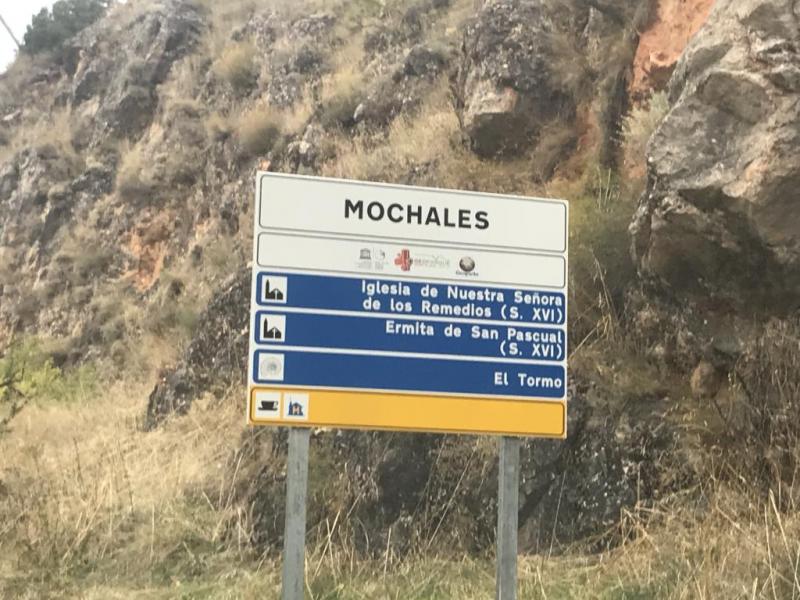 MOCHALES
Iglesia de Nuestra Señora
de los Remedios (S. XVI)
Ermita de San Pascual
(S. XVI)
El Tormo